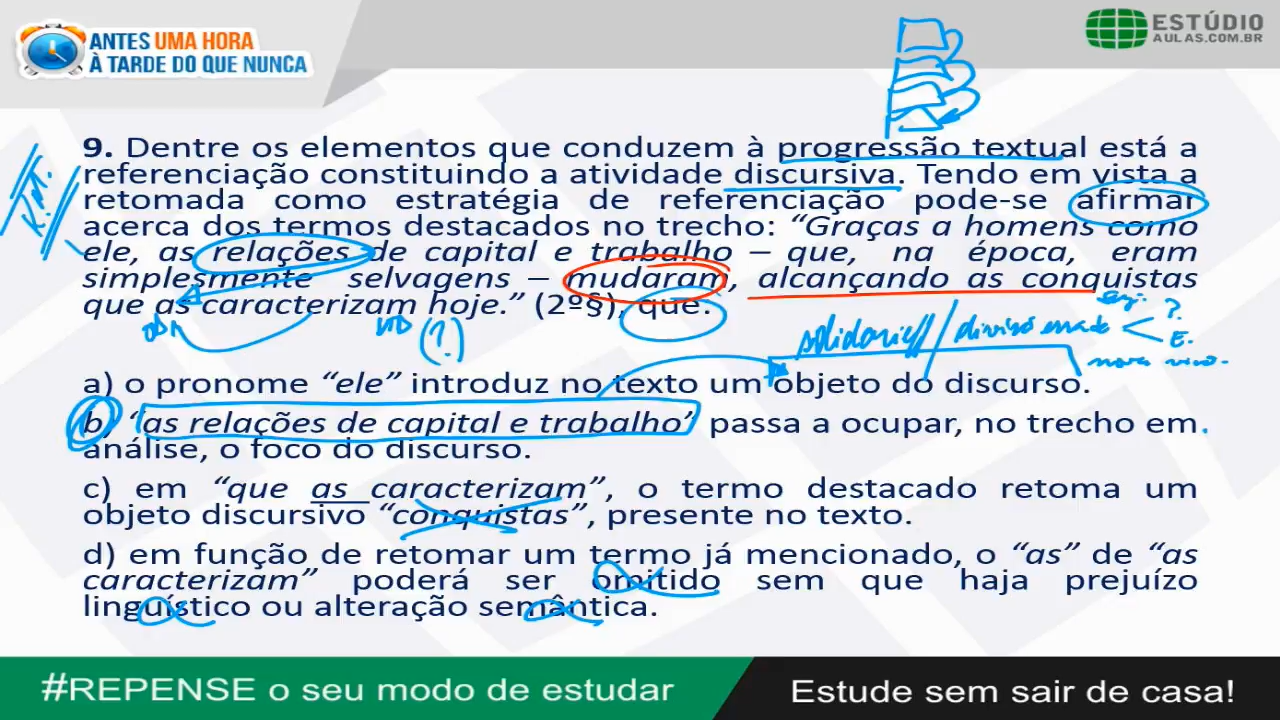 ANTES UMA HORA
À TARDE DO QUE NUNCA
ESTÚDIO
AULAS.COM.BR
9. Dentre os elementos que conduzem à progressão textual está a
referenciação constituindo a atividade discursiva. Tendo em vista a
retomada como estratégia de referenciação pode-se afirmar
acerca dos termos destacados no trecho: “Graças a homens como
ele, as relações de capital e trabalho – que, na época, eram
simplesmente selvagens – mudaram, alcançando as conquistas
que as caracterizam hoje.” (2º§), que:
(?)
a) o pronome “ele” introduz no texto um objeto do discurso.
b) “as relações de capital e trabalho” passa a ocupar, no trecho em
análise, o foco do discurso.
c) em “que as caracterizam”, o termo destacado retoma um
objeto discursivo “conquistas”, presente no texto.
d) em função de retomar um termo já mencionado, o “as” de “as
caracterizam” poderá ser omitido sem que haja prejuízo
linguístico ou alteração semântica.
#REPENSE o seu modo de estudar
Estude sem sair de casa!